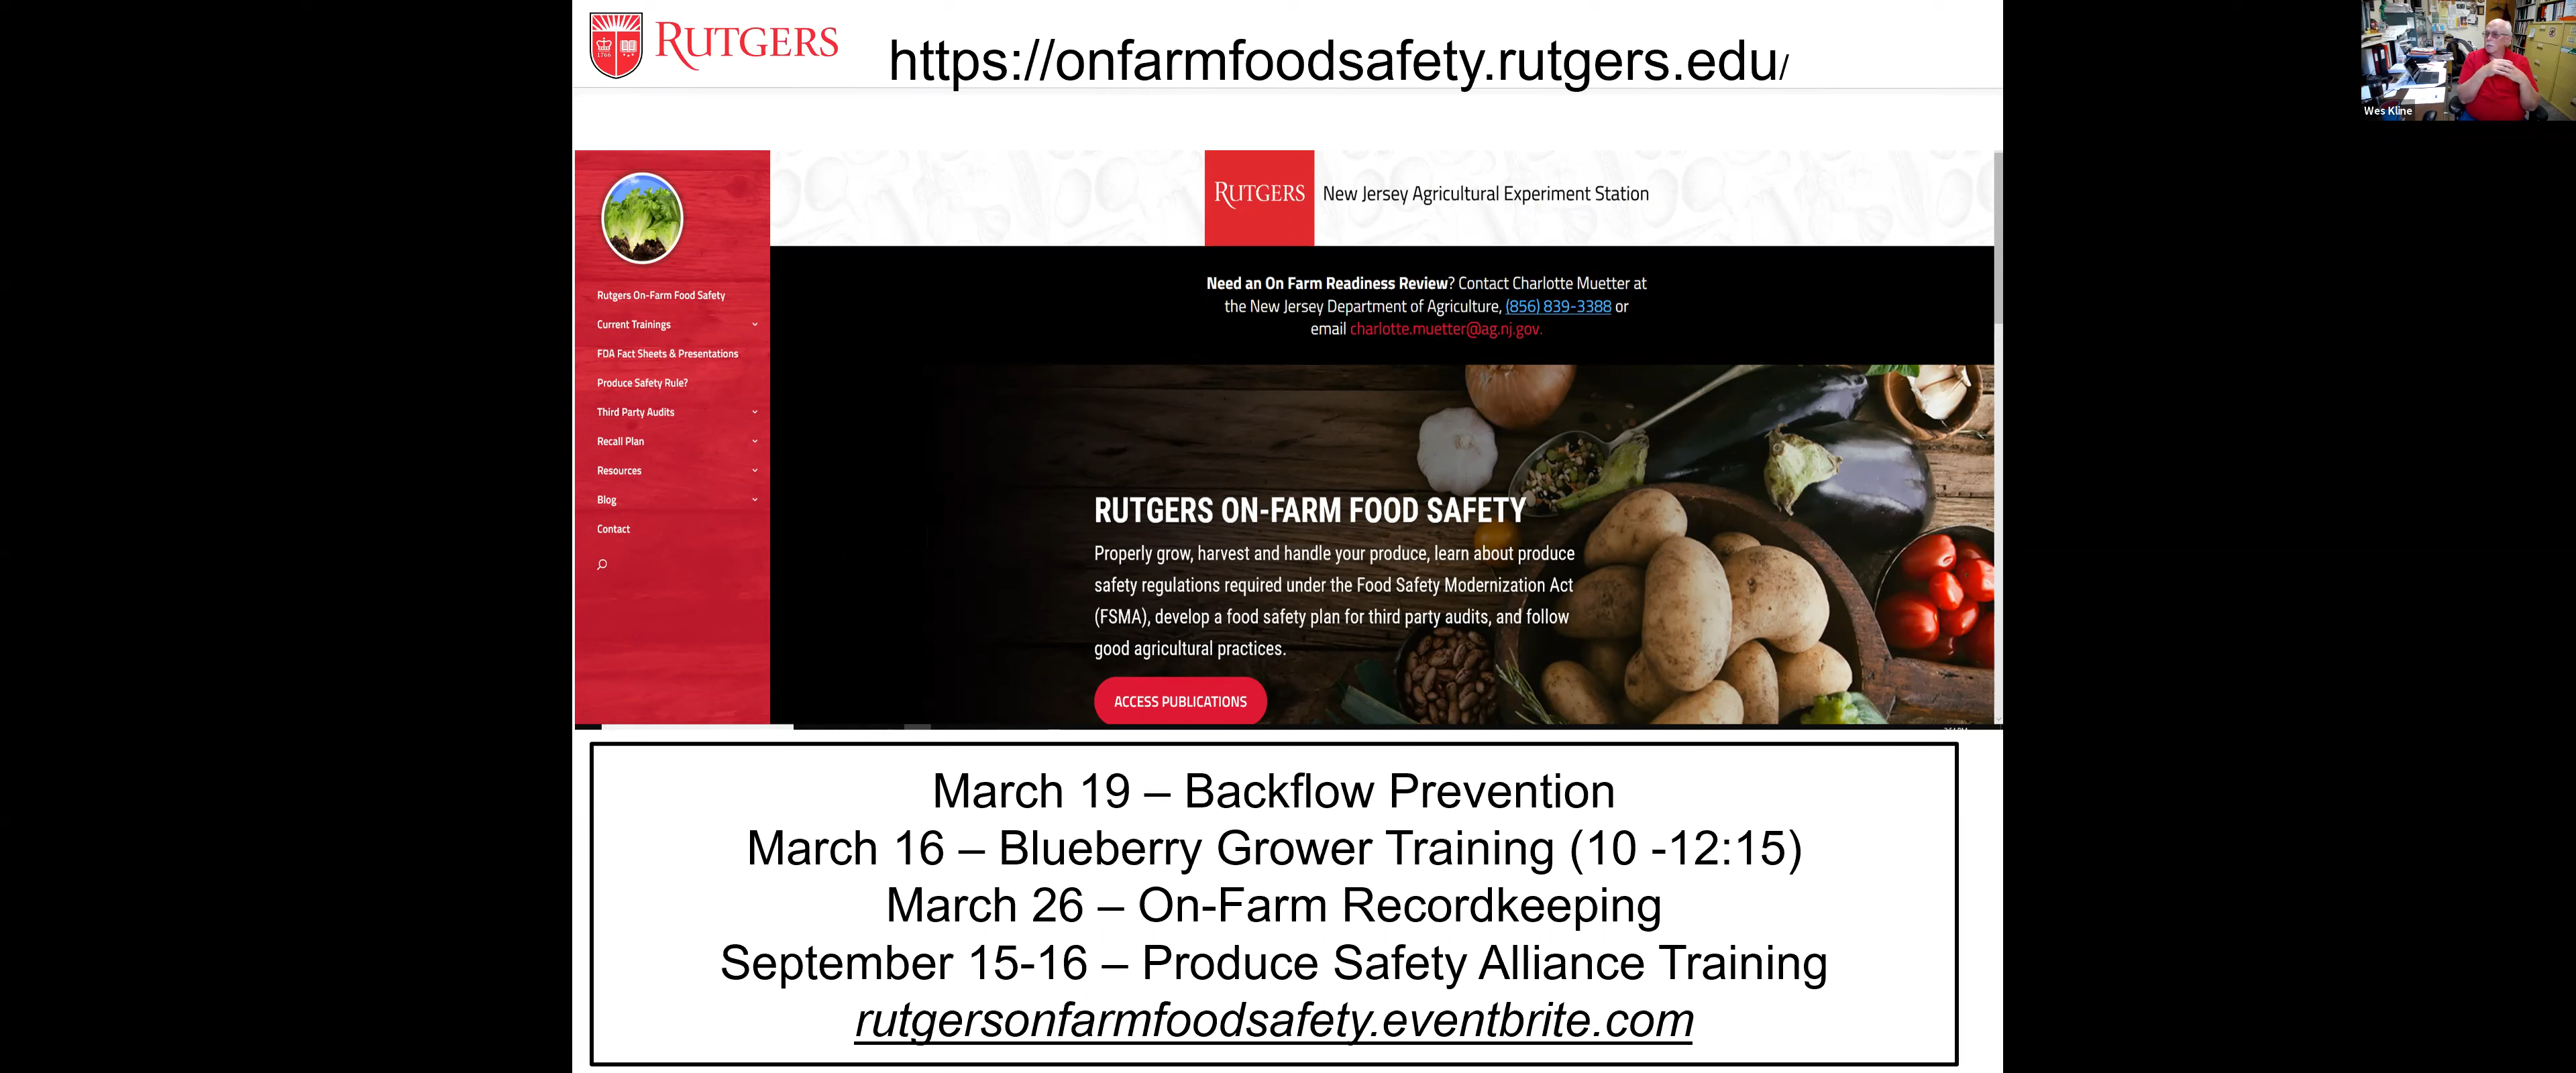 RUTGERS
https://onfarmfoodsafety.rutgers.edu/
Wes Kline
1766
RUTGERS
New Jersey Agricultural Experiment Station
Need an On Farm Readiness Review? Contact Charlotte Muetter at
the New Jersey Department of Agriculture, (856) 839-3388 or
email charlotte.muetter@ag.nj.gov.
Rutgers On-Farm Food Safety
Current Trainings
FDA Fact Sheets & Presentations
Produce Safety Rule?
Third Party Audits
Recall Plan
Resources
Blog
Contact
RUTGERS ON-FARM FOOD SAFETY
Properly grow, harvest and handle your produce, learn about produce
safety regulations required under the Food Safety Modernization Act
(FSMA), develop a food safety plan for third party audits, and follow
good agricultural practices.
ACCESS PUBLICATIONS
March 19 – Backflow Prevention
March 16 – Blueberry Grower Training (10 -12:15)
March 26 – On-Farm Recordkeeping
September 15-16 – Produce Safety Alliance Training
rutgersonfarmfoodsafety.eventbrite.com